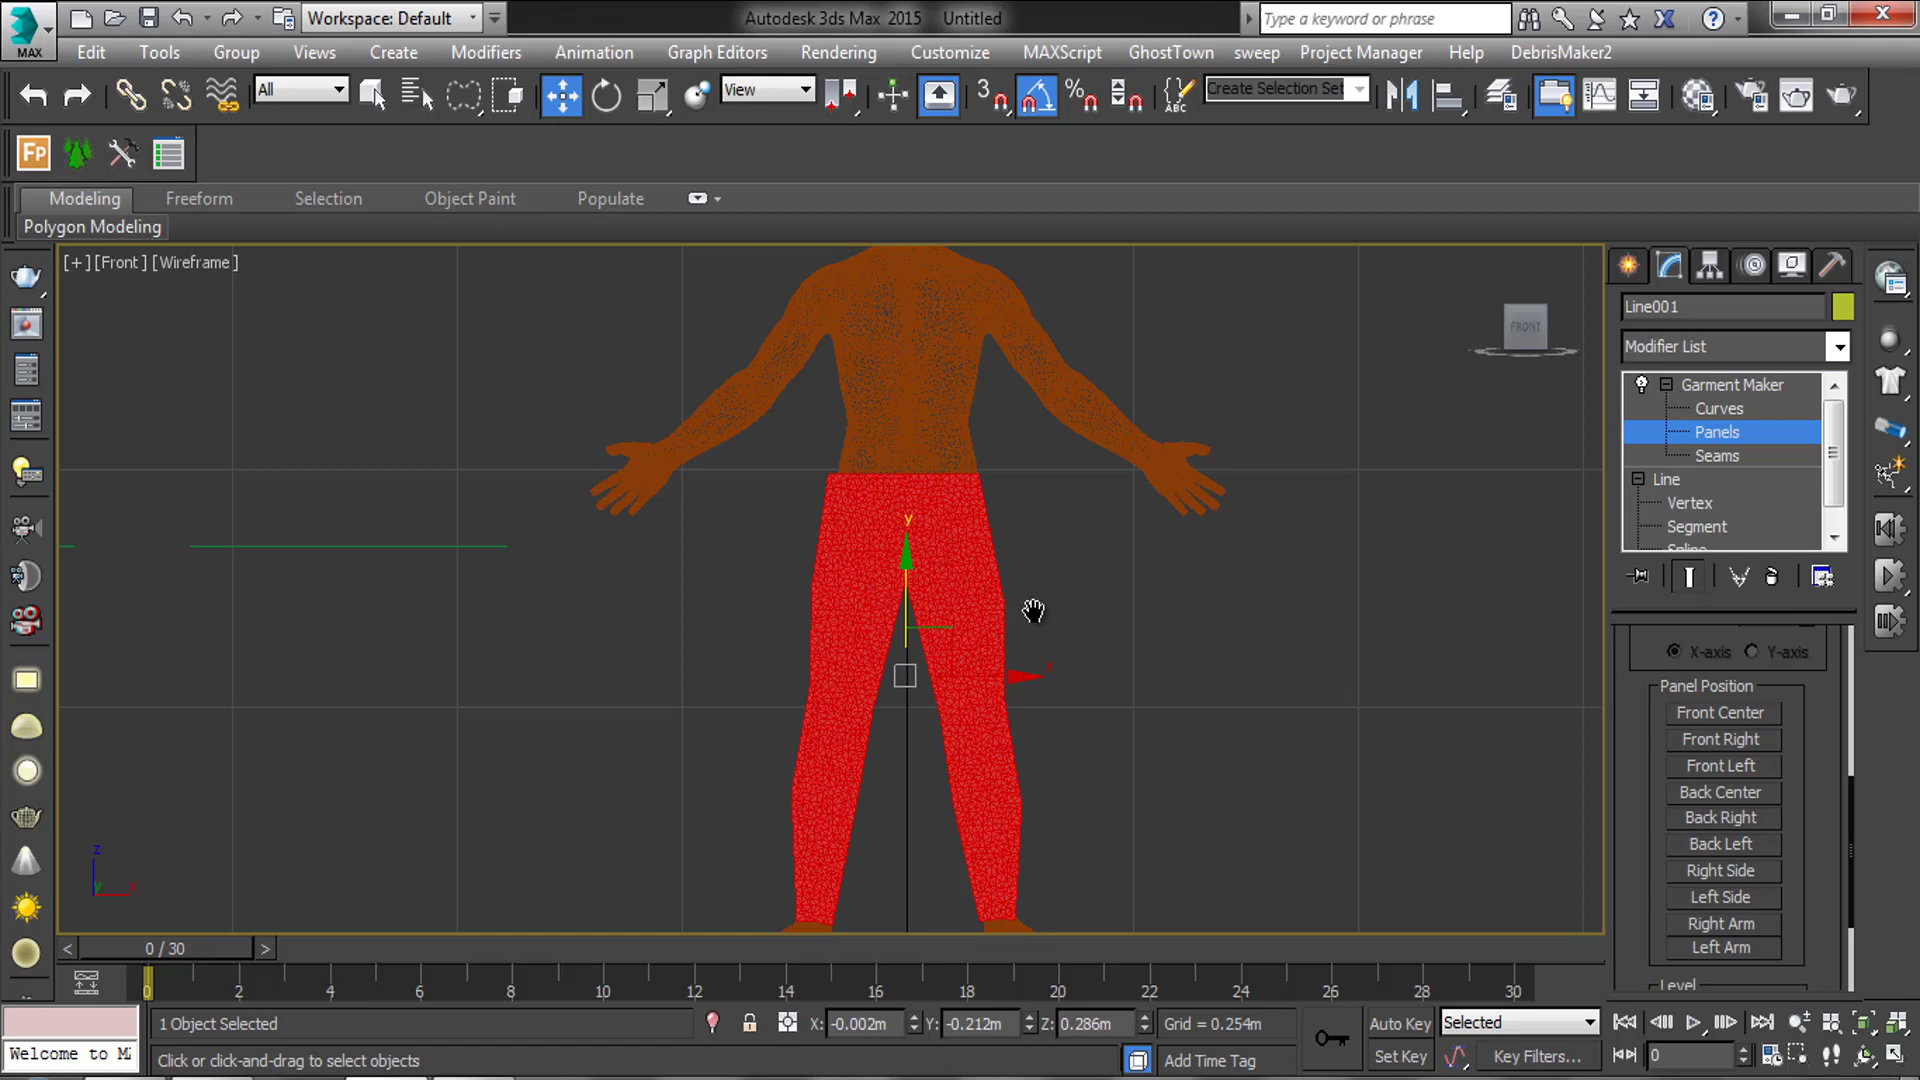 Workspace: Default
Autodesk 3ds Max 2015 Untitled
Type a keyword or phrase
MAX
Edit Tools Group Views Create Modifiers Animation Graph Editors Rendering Customize MAXScript GhostTown sweep Project Manager Help DebrisMaker2
All
View
3
%
ABC
Create Selection Set
Fp
Modeling Freeform Selection Object Paint Populate
Polygon Modeling
[+][Front][Wireframe]
FRONT
Line001
Modifier List
Garment Maker
Curves
Panels
Seams
Line
Vertex
Segment
Spline
y
x
X-axis Y-axis
Panel Position
Front Center
Front Right
Front Left
Back Center
Back Right
Back Left
Right Side
Left Side
Right Arm
Left Arm
Level
z
y x
< 0 / 30 >
0 2 4 6 8 10 12 14 16 18 20 22 24 26 28 30
1 Object Selected X: -0.002m Y: -0.212m Z: 0.286m Grid = 0.254m Auto Key Selected
Welcome to M
Click or click-and-drag to select objects Add Time Tag Set Key Key Filters... 0